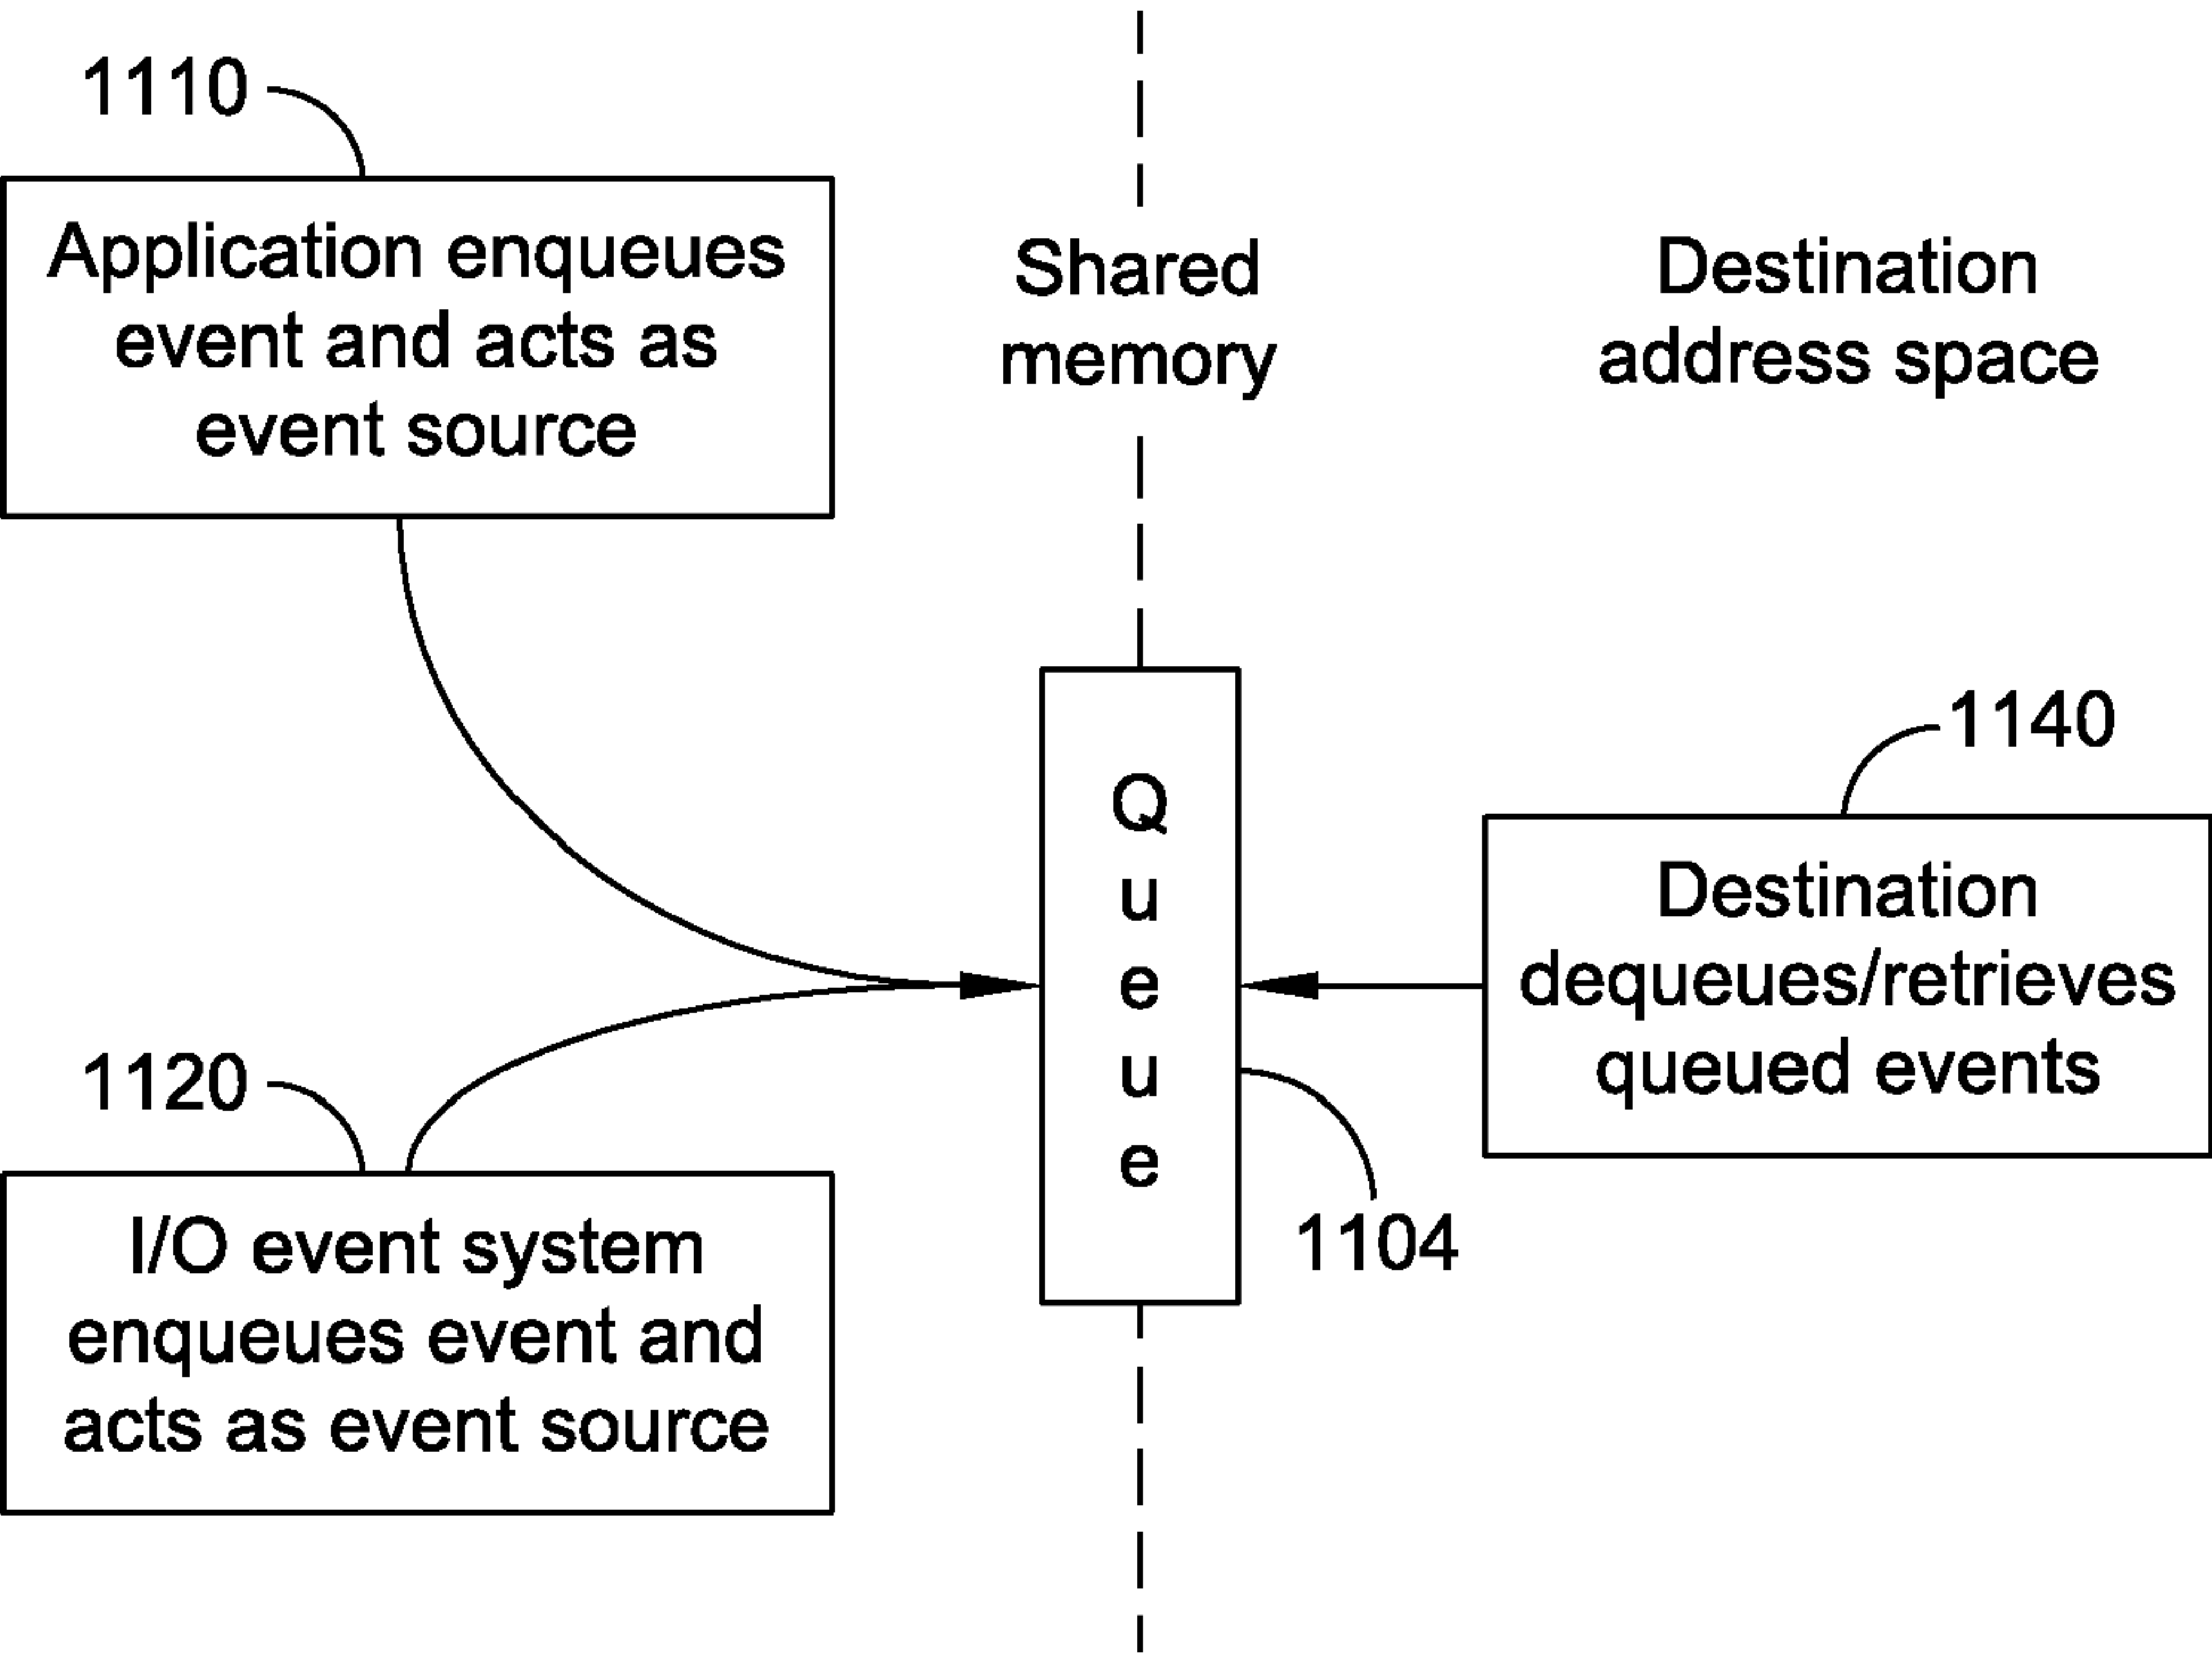 1110
Application enqueues
event and acts as
event source
Shared
memory
Destination
address space
Q
u
e
u
e
1140
Destination
dequeues/retrieves
queued events
1104
1120
I/O event system
enqueues event and
acts as event source